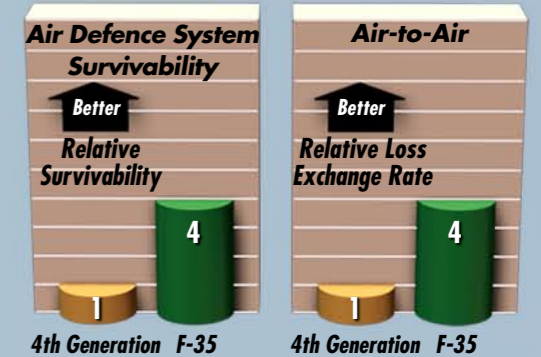 Air Defence System
Survivability
Better
Relative
Survivability
4
1
4th Generation F-35
Air-to-Air
Better
Relative Loss
Exchange Rate
4
1
4th Generation F-35